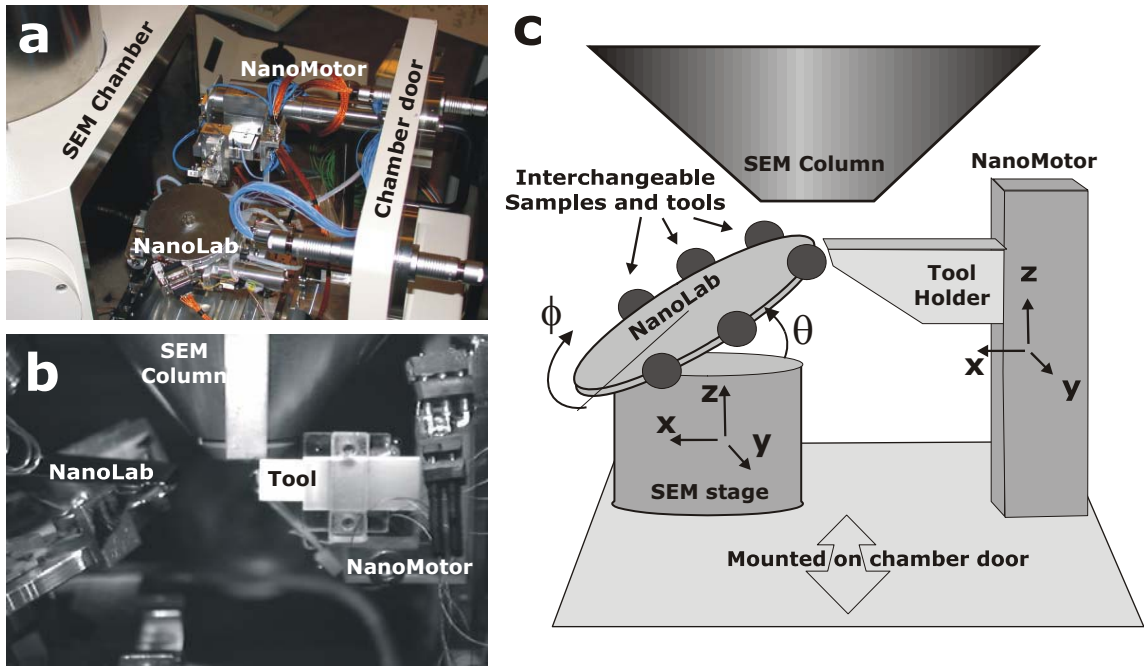 a
SEM Chamber
NanoMotor
Chamber door
NanoLab
b
SEM
Column
NanoLab
Tool
NanoMotor
c
SEM Column
NanoMotor
Interchangeable
Samples and tools
NanoLab
Tool
Holder
z
x
y
ϕ
θ
z
x
y
SEM stage
Mounted on chamber door